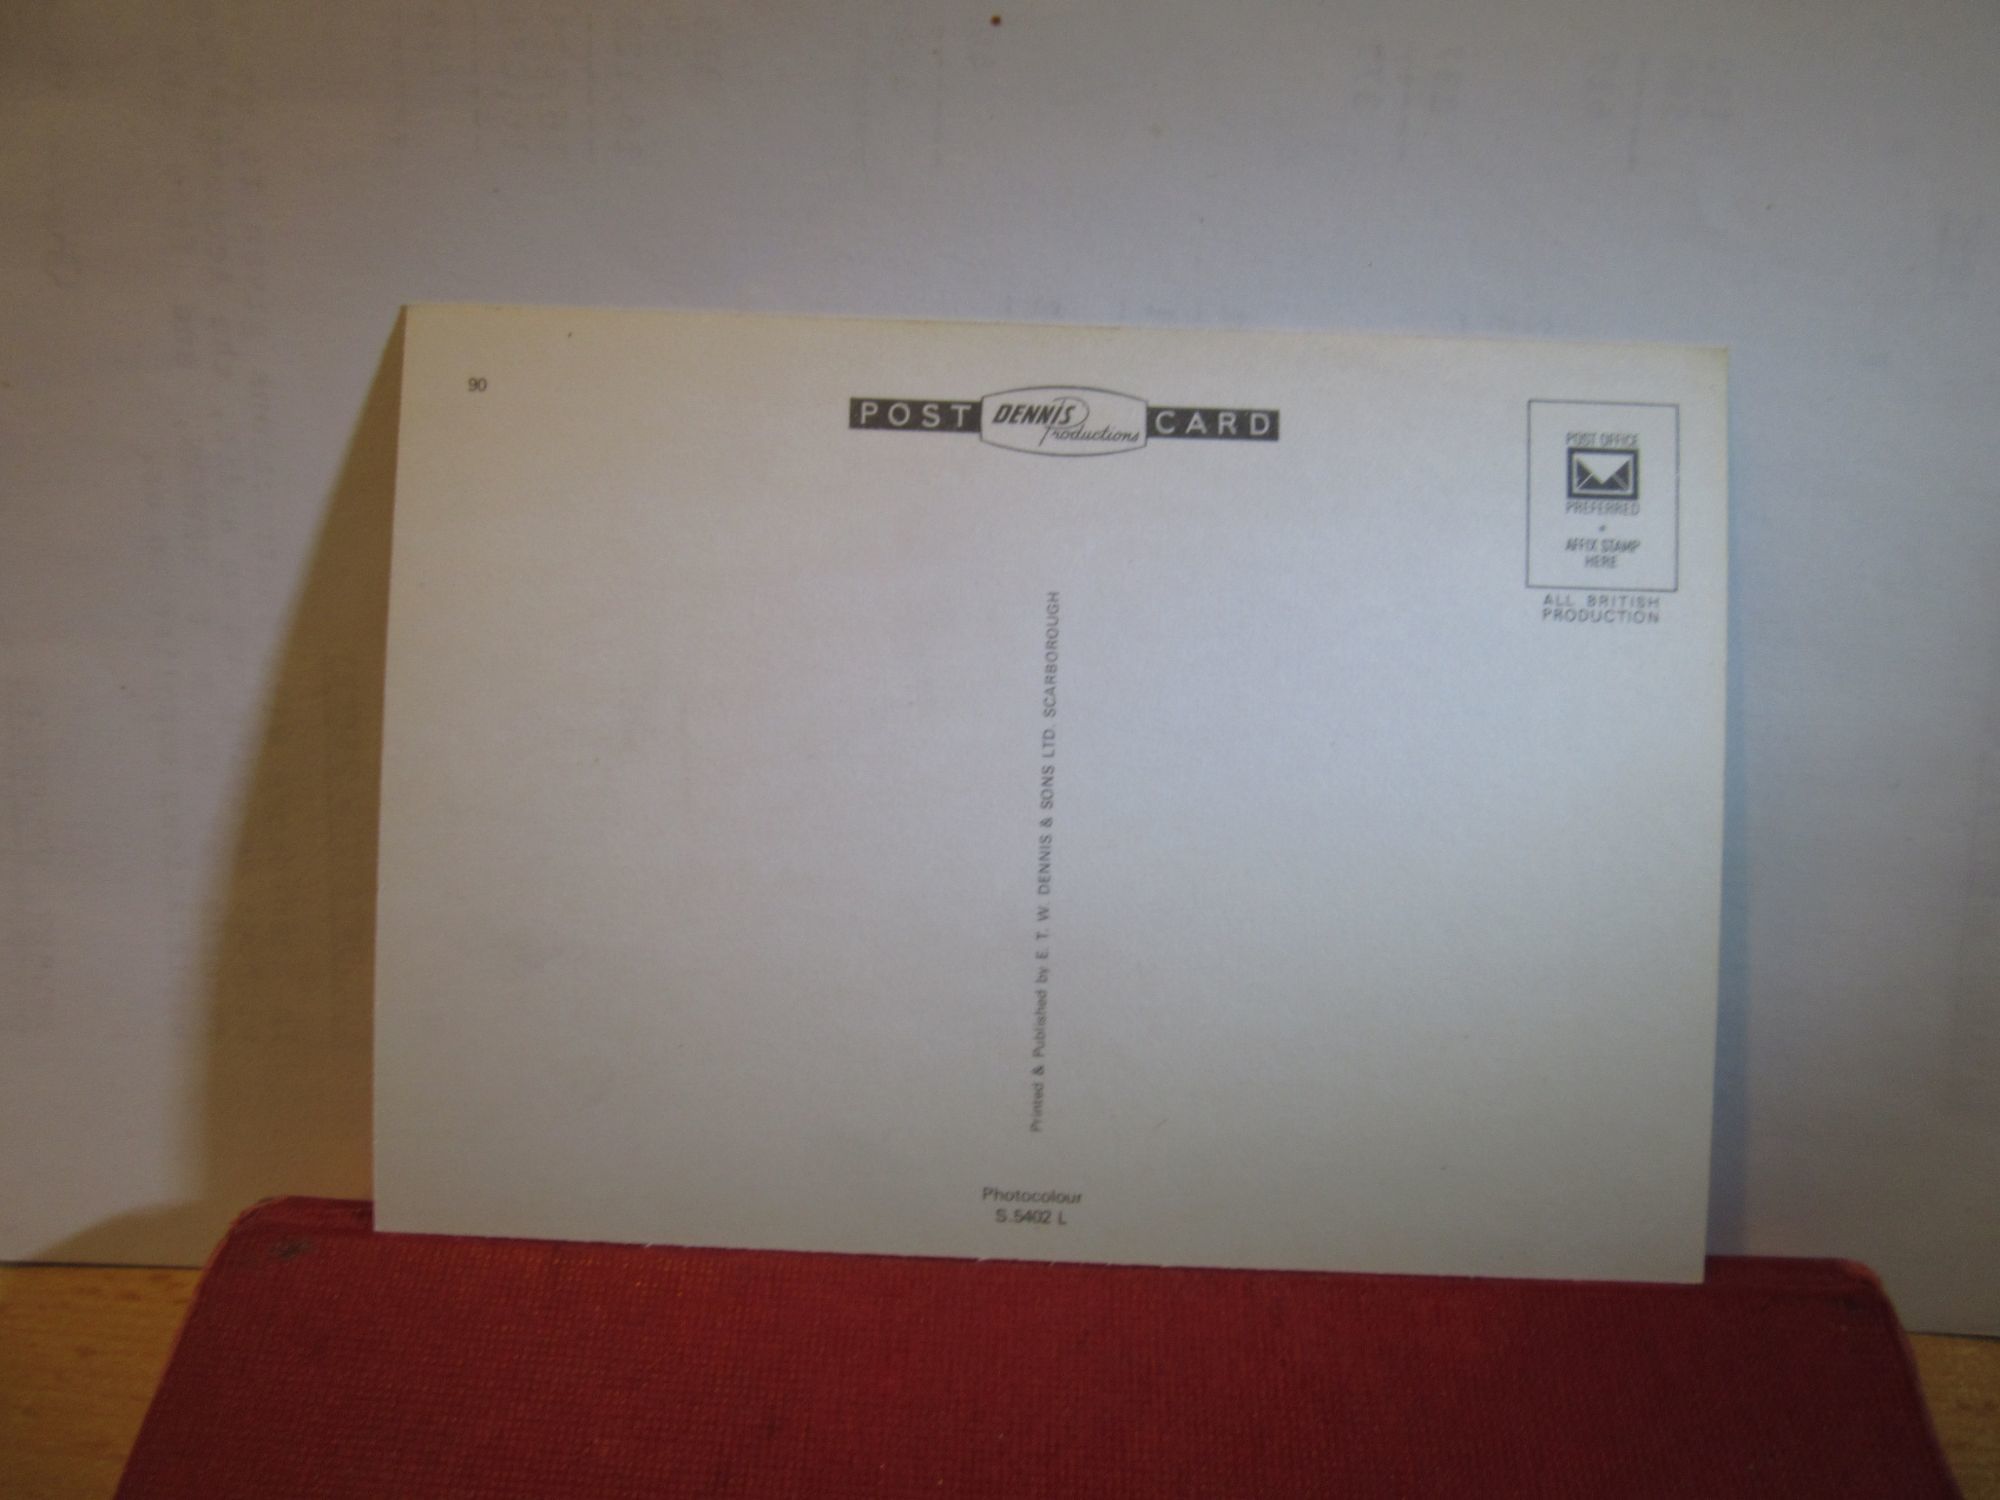 90
POST DENNIS Productions CARD
POST OFFICE
PREFERRED
AFFIX STAMP
HERE
ALL BRITISH
PRODUCTION
Printed & Published by E. T. W. DENNIS & SONS LTD. SCARBOROUGH
Photocolour
S.5402 L